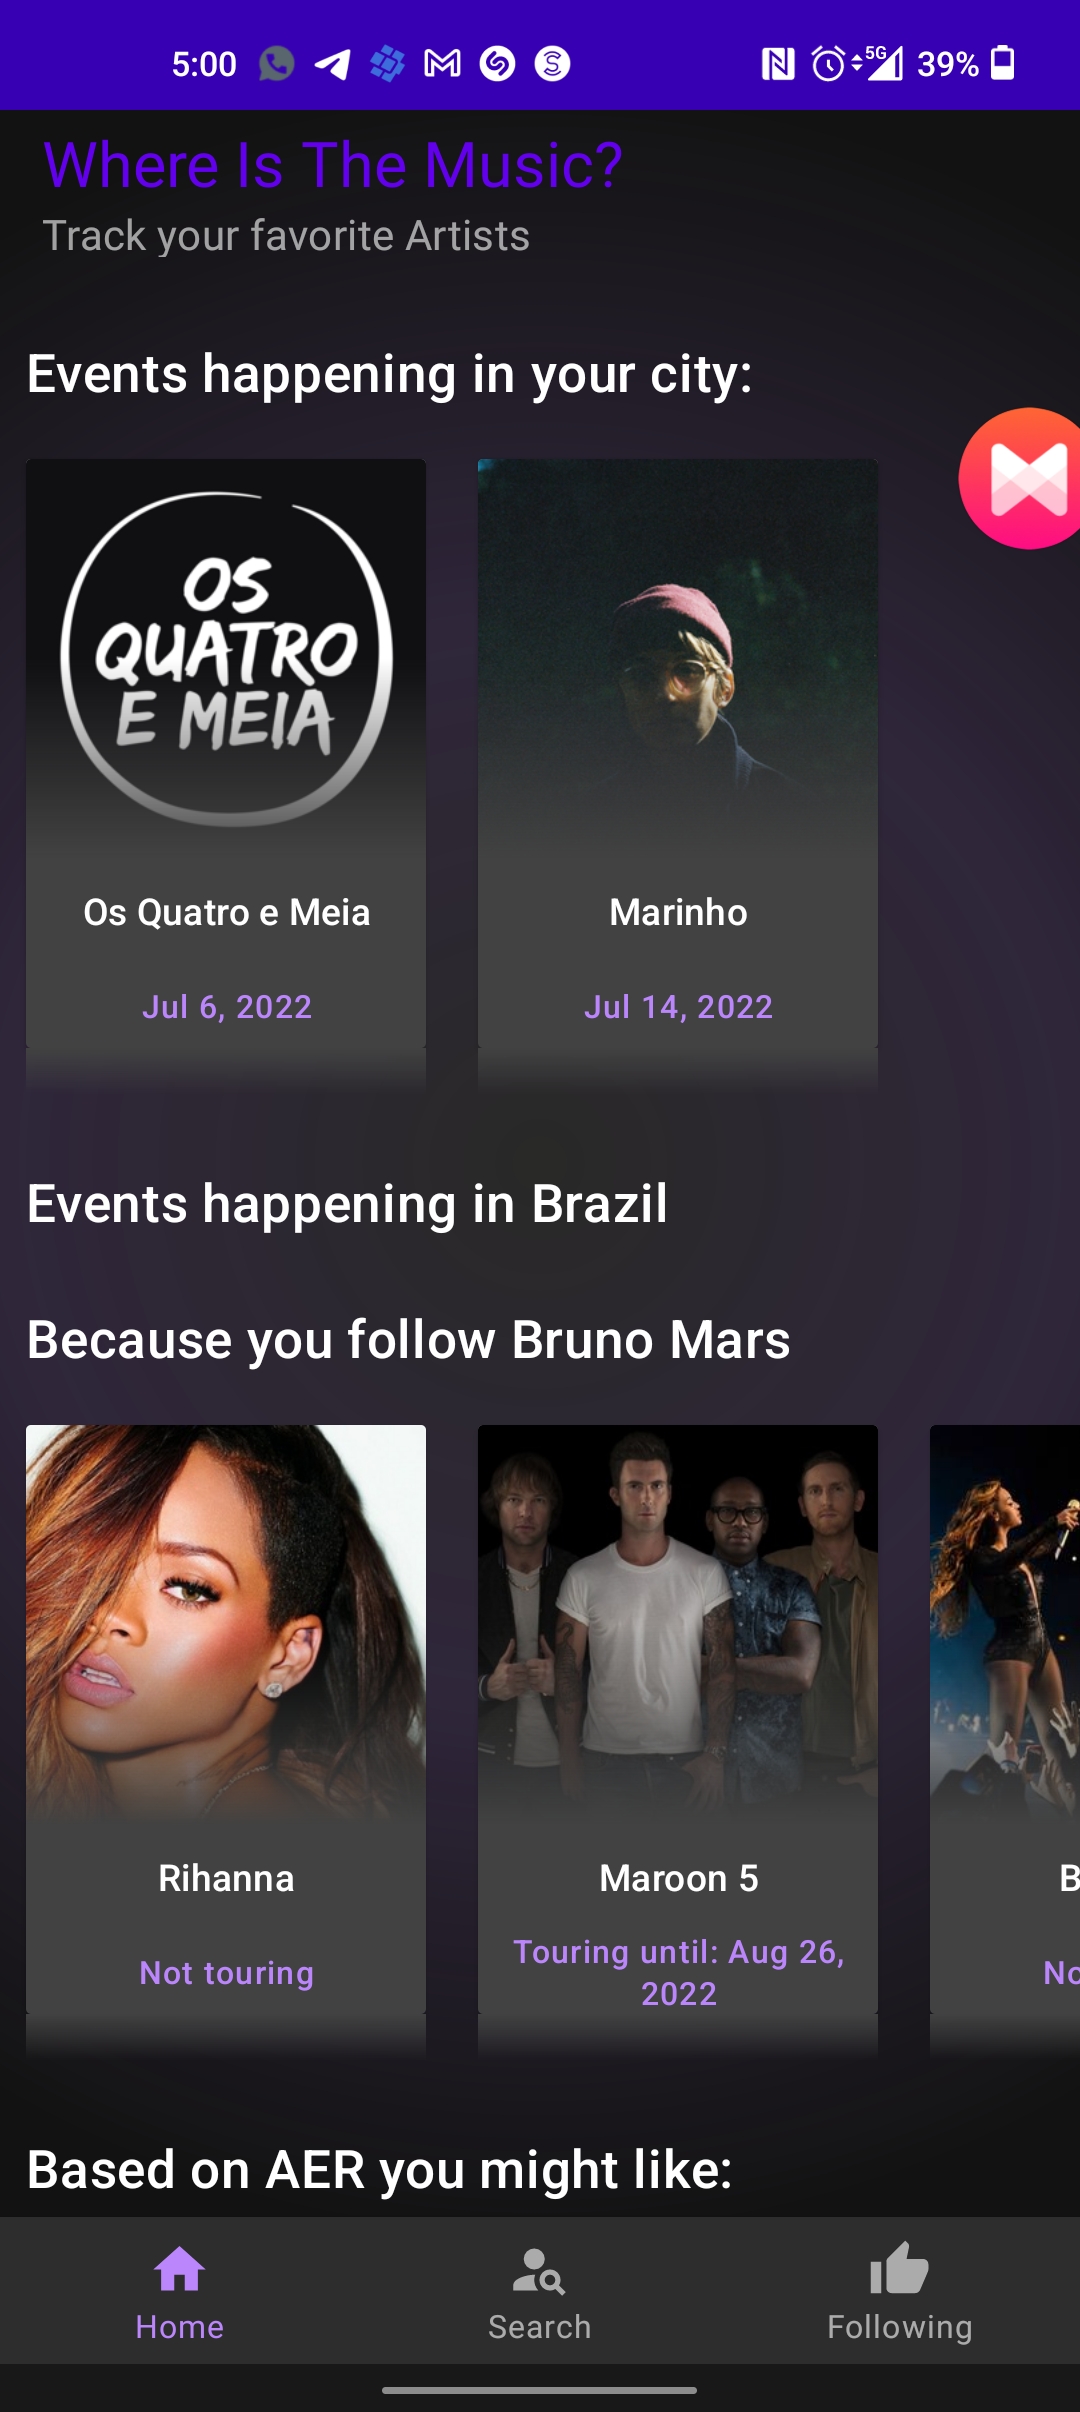 5:00
5G
39%
Where Is The Music?
Track your favorite Artists
Events happening in your city:
OS
QUATRO
E MEIA
Os Quatro e Meia
Marinho
Jul 6, 2022
Jul 14, 2022
Events happening in Brazil
Because you follow Bruno Mars
Rihanna
Maroon 5
B
Not touring
Touring until: Aug 26,
2022
No
Based on AER you might like:
Home
Search
Following